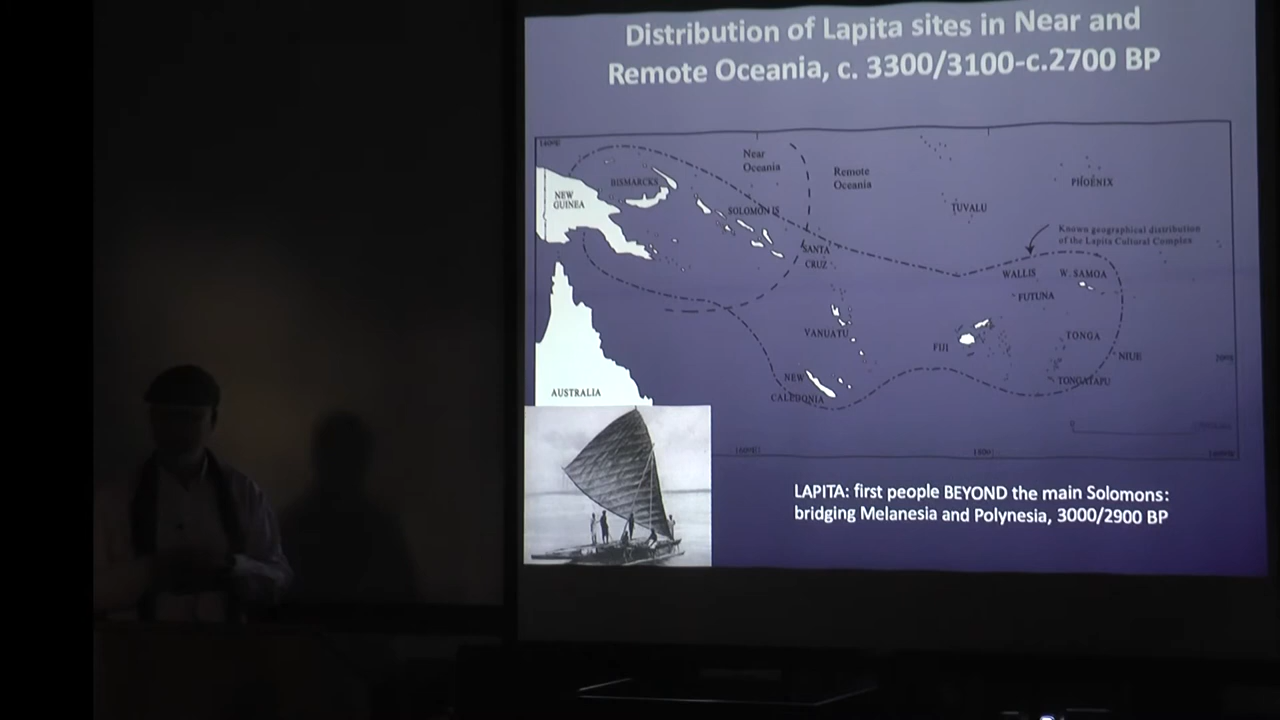 Distribution of Lapita sites in Near and
Remote Oceania, c. 3300/3100-c.2700 BP
Near
Oceania
Remote
Oceania
BISMARCKS
PHOENIX
NEW
GUINEA
SOLOMON IS
TUVALU
Known geographical distribution
of the Lapita Cultural Complex
SANTA
CRUZ
WALLIS
W. SAMOA
FUTUNA
VANUATU
FIJI
TONGA
NIUE
NEW
CALEDONIA
TONGATAPU
AUSTRALIA
0
LAPITA: first people BEYOND the main Solomons:
bridging Melanesia and Polynesia, 3000/2900 BP